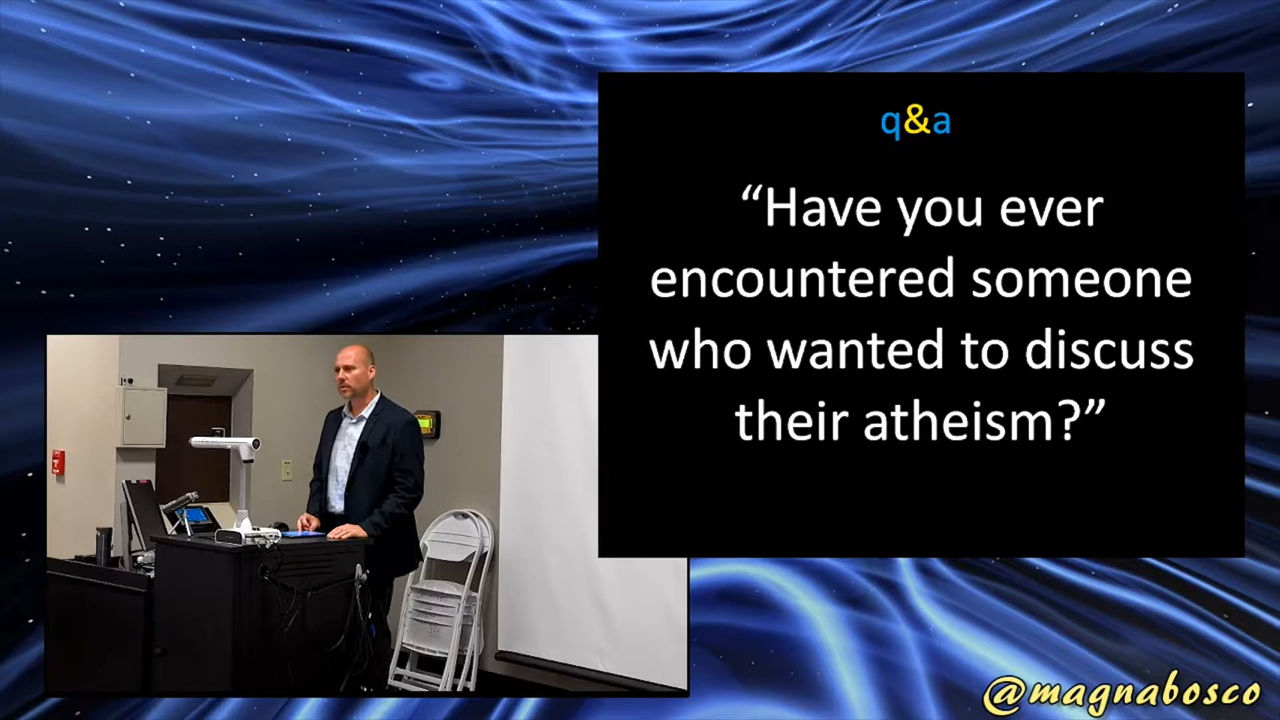 q&a
“Have you ever
encountered someone
who wanted to discuss
their atheism?”
@magnabosco